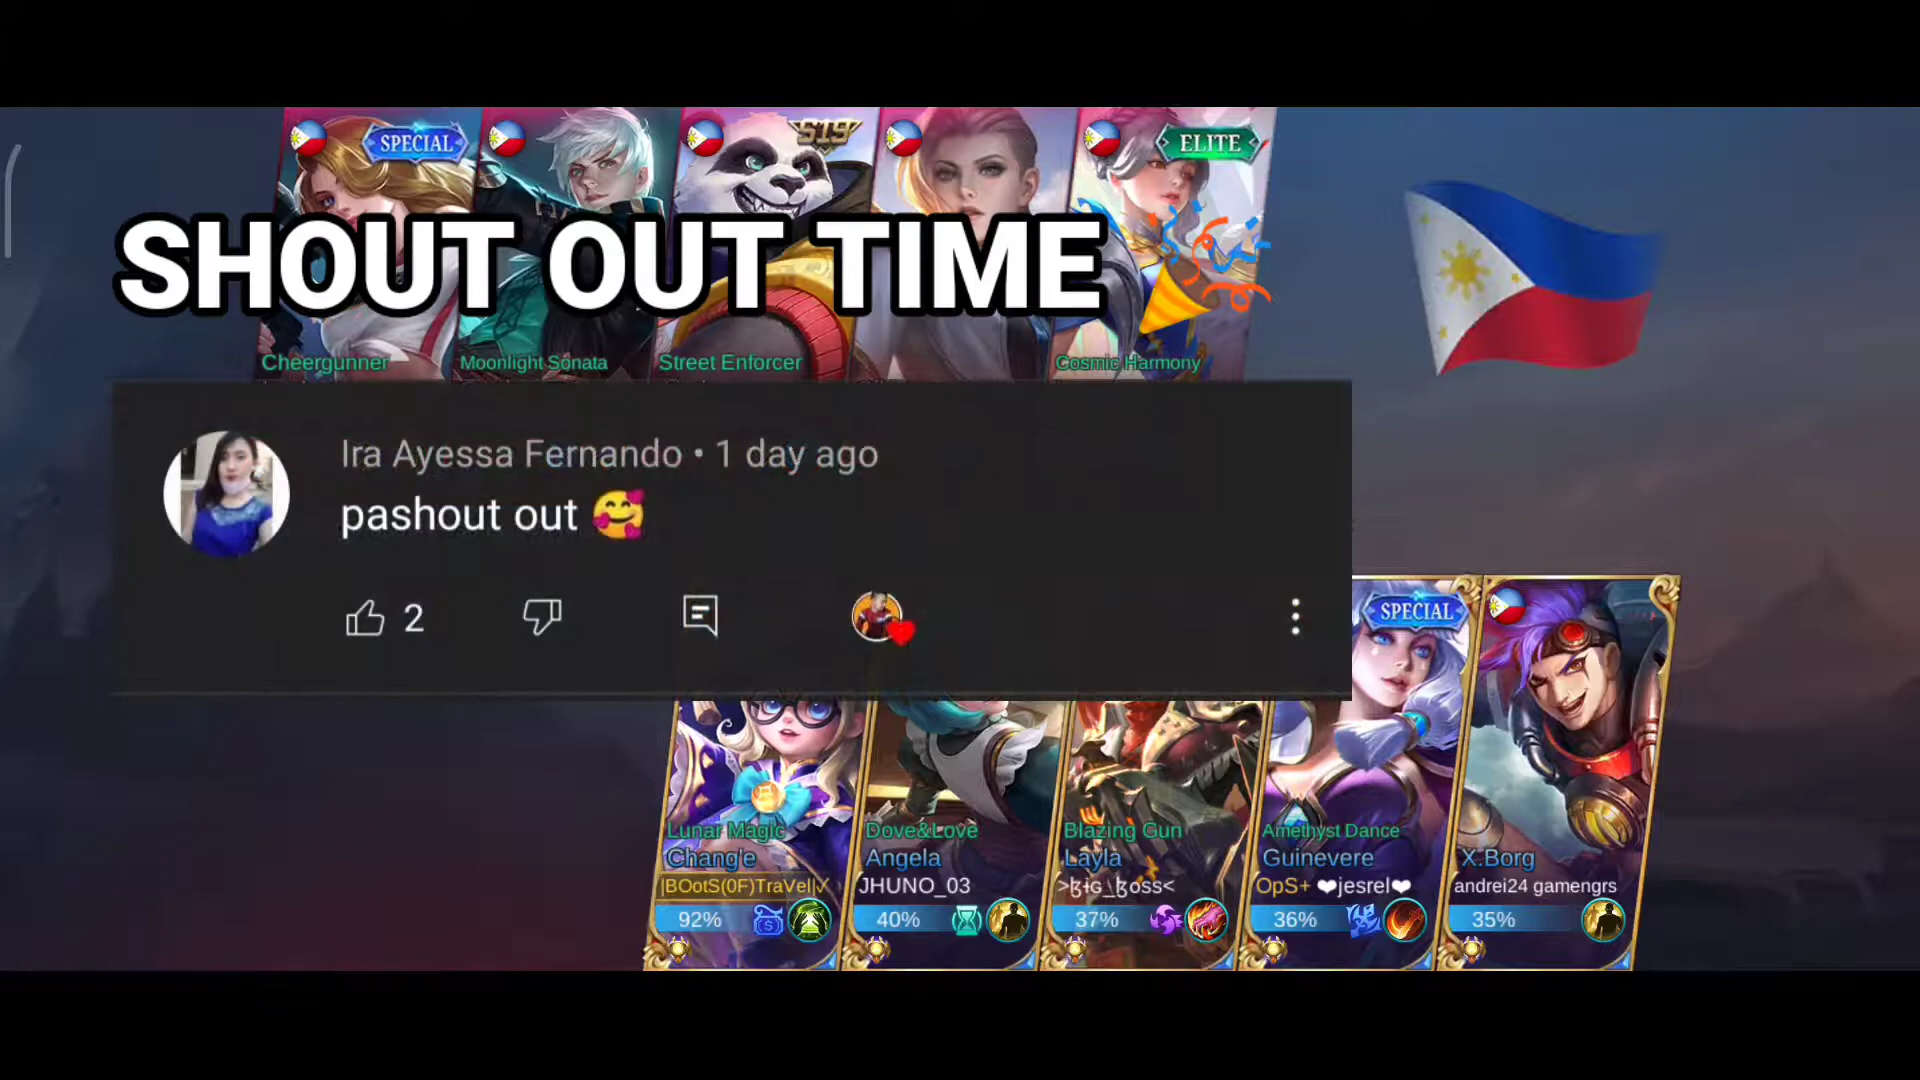 SPECIAL
S19
ELITE
SHOUT OUT TIME
Cheergunner
Moonlight Sonata
Street Enforcer
Cosmic Harmony
Ira Ayessa Fernando • 1 day ago
pashout out 🥰
2
SPECIAL
Lunar Magic
Dove&Love
Blazing Gun
Amethyst Dance
Chang'e
Angela
Layla
Guinevere
X.Borg
|BOotS(0F)TraVel|✓
JHUNO_03
OpS+ ❤jesrel❤
andrei24 gamengrs
92%
40%
37%
36%
35%